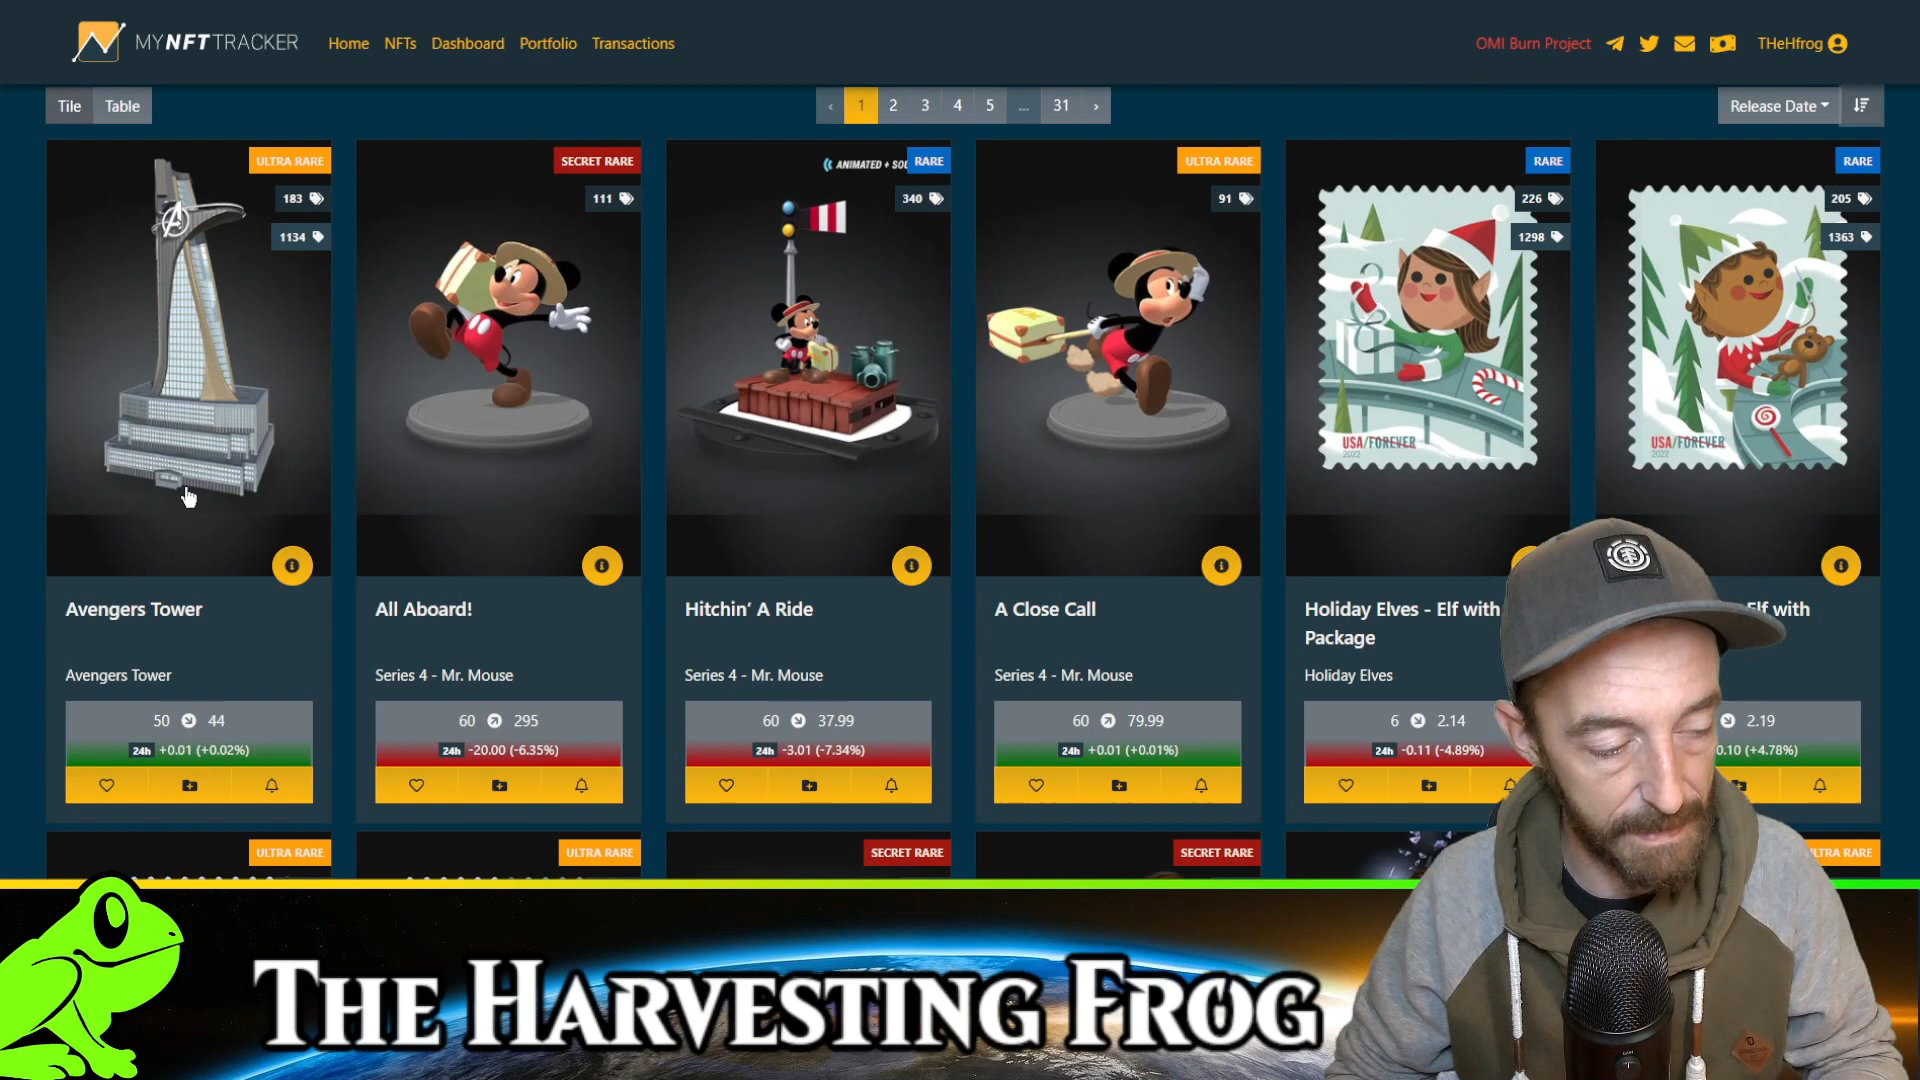 MYNFTTRACKER Home NFTs Dashboard Portfolio Transactions OMI Burn Project THeHfrog
Tile Table ‹ 1 2 3 4 5 ... 31 › Release Date
ULTRA RARE
183
1134
SECRET RARE
111
ANIMATED + SOU RARE
340
ULTRA RARE
91
RARE
226
1298
USA/FOREVER
2022
RARE
205
1363
USA/FOREVER
2022
Avengers Tower
Avengers Tower
50 44
24h +0.01 (+0.02%)
All Aboard!
Series 4 - Mr. Mouse
60 295
24h -20.00 (-6.35%)
Hitchin’ A Ride
Series 4 - Mr. Mouse
60 37.99
24h -3.01 (-7.34%)
A Close Call
Series 4 - Mr. Mouse
60 79.99
24h +0.01 (+0.01%)
Holiday Elves - Elf with
Package
Holiday Elves
6 2.14
24h -0.11 (-4.89%)
Elf with
2.19
0.10 (+4.78%)
ULTRA RARE ULTRA RARE SECRET RARE SECRET RARE LTRA RARE
THE HARVESTING FROG